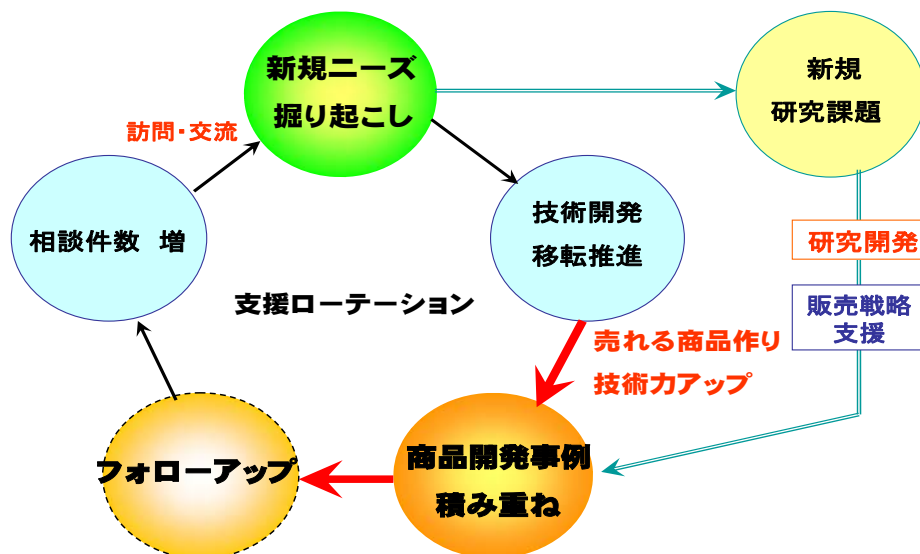 新規ニーズ
掘り起こし
新規
研究課題
訪問・交流
相談件数 増
技術開発
移転推進
研究開発
支援ローテーション
販売戦略
支援
売れる商品作り
技術力アップ
フォローアップ
商品開発事例
積み重ね